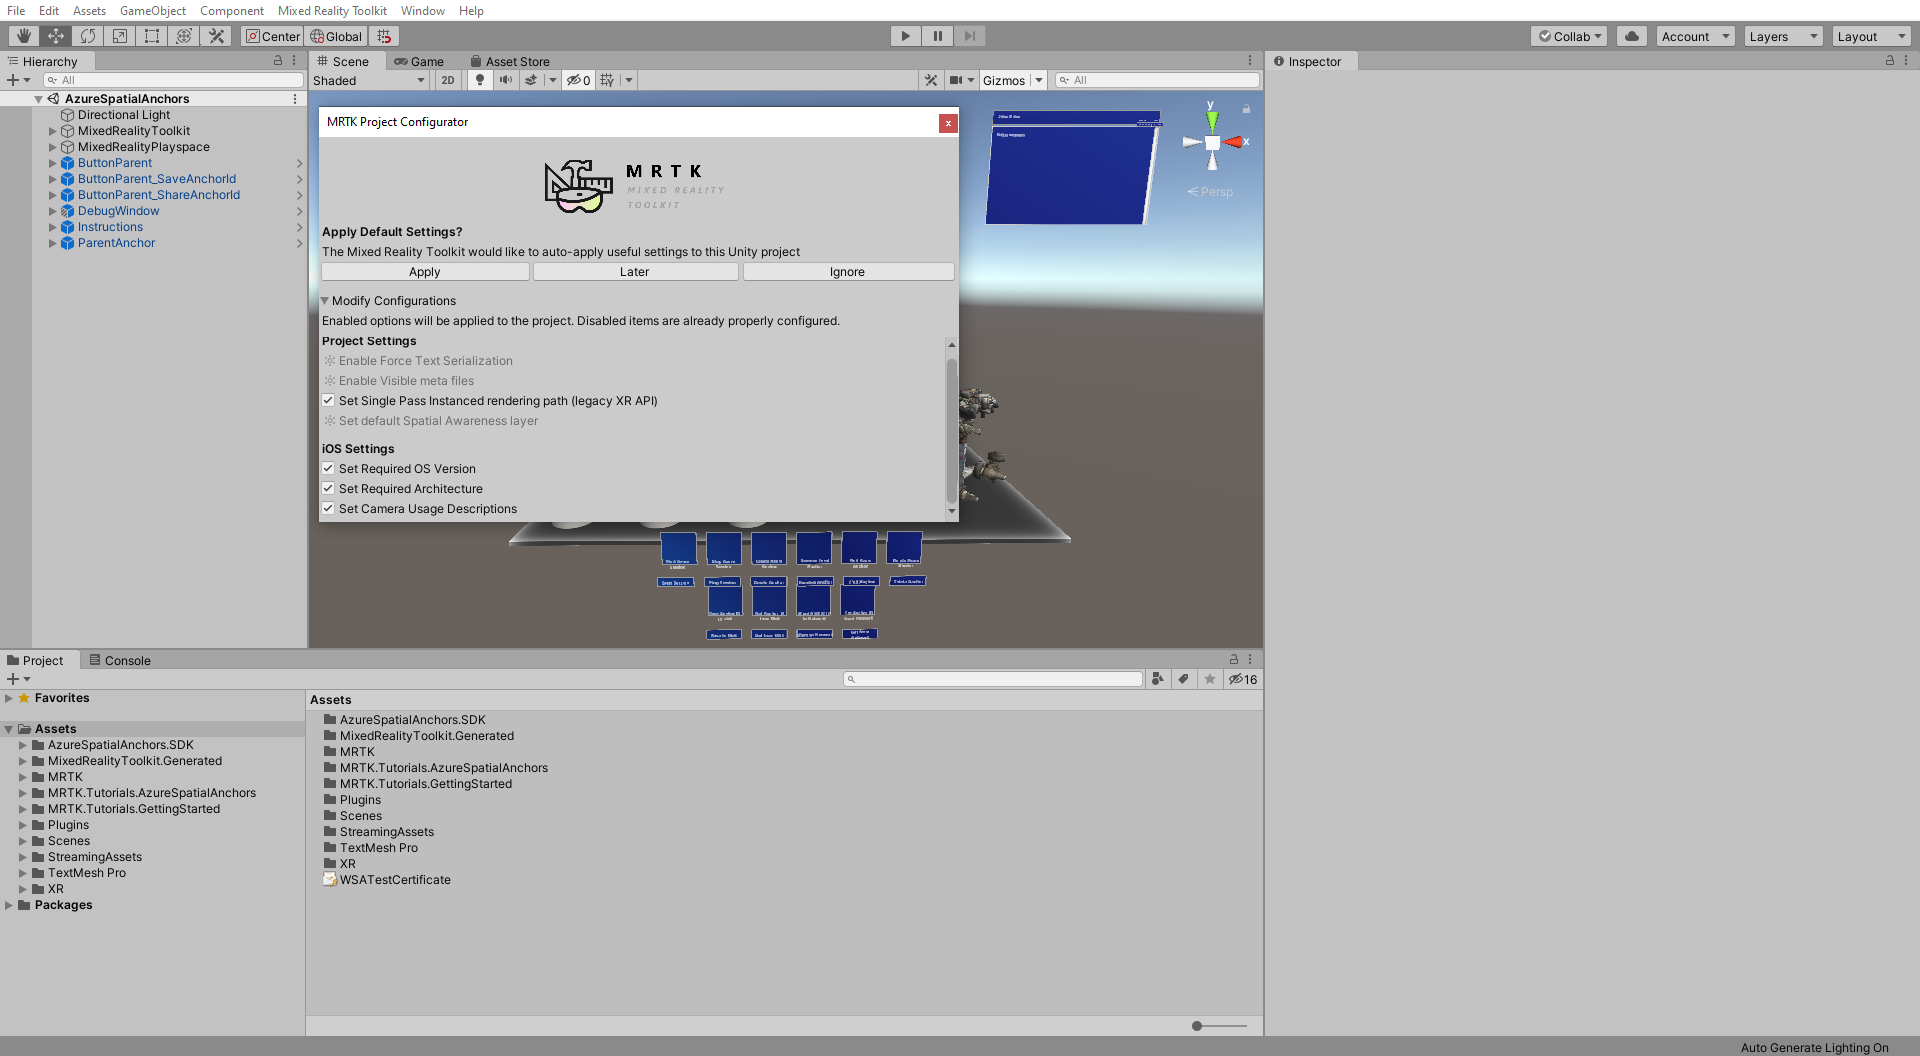 File Edit Assets GameObject Component Mixed Reality Toolkit Window Help
Center Global Collab Account Layers Layout
Hierarchy
All
AzureSpatialAnchors
Directional Light
MixedRealityToolkit
MixedRealityPlayspace
ButtonParent
ButtonParent_SaveAnchorId
ButtonParent_ShareAnchorId
DebugWindow
Instructions
ParentAnchor
Scene Game Asset Store
Shaded 2D 0 Gizmos All
y
x
Persp
MRTK Project Configurator
x
MRTK
MIXED REALITY
TOOLKIT
Apply Default Settings?
The Mixed Reality Toolkit would like to auto-apply useful settings to this Unity project
Apply Later Ignore
Modify Configurations
Enabled options will be applied to the project. Disabled items are already properly configured.
Project Settings
Enable Force Text Serialization
Enable Visible meta files
Set Single Pass Instanced rendering path (legacy XR API)
Set default Spatial Awareness layer
iOS Settings
Set Required OS Version
Set Required Architecture
Set Camera Usage Descriptions
Inspector
Project Console
16
Favorites
Assets
AzureSpatialAnchors.SDK
MixedRealityToolkit.Generated
MRTK
MRTK.Tutorials.AzureSpatialAnchors
MRTK.Tutorials.GettingStarted
Plugins
Scenes
StreamingAssets
TextMesh Pro
XR
Packages
Assets
AzureSpatialAnchors.SDK
MixedRealityToolkit.Generated
MRTK
MRTK.Tutorials.AzureSpatialAnchors
MRTK.Tutorials.GettingStarted
Plugins
Scenes
StreamingAssets
TextMesh Pro
XR
WSATestCertificate
Auto Generate Lighting On